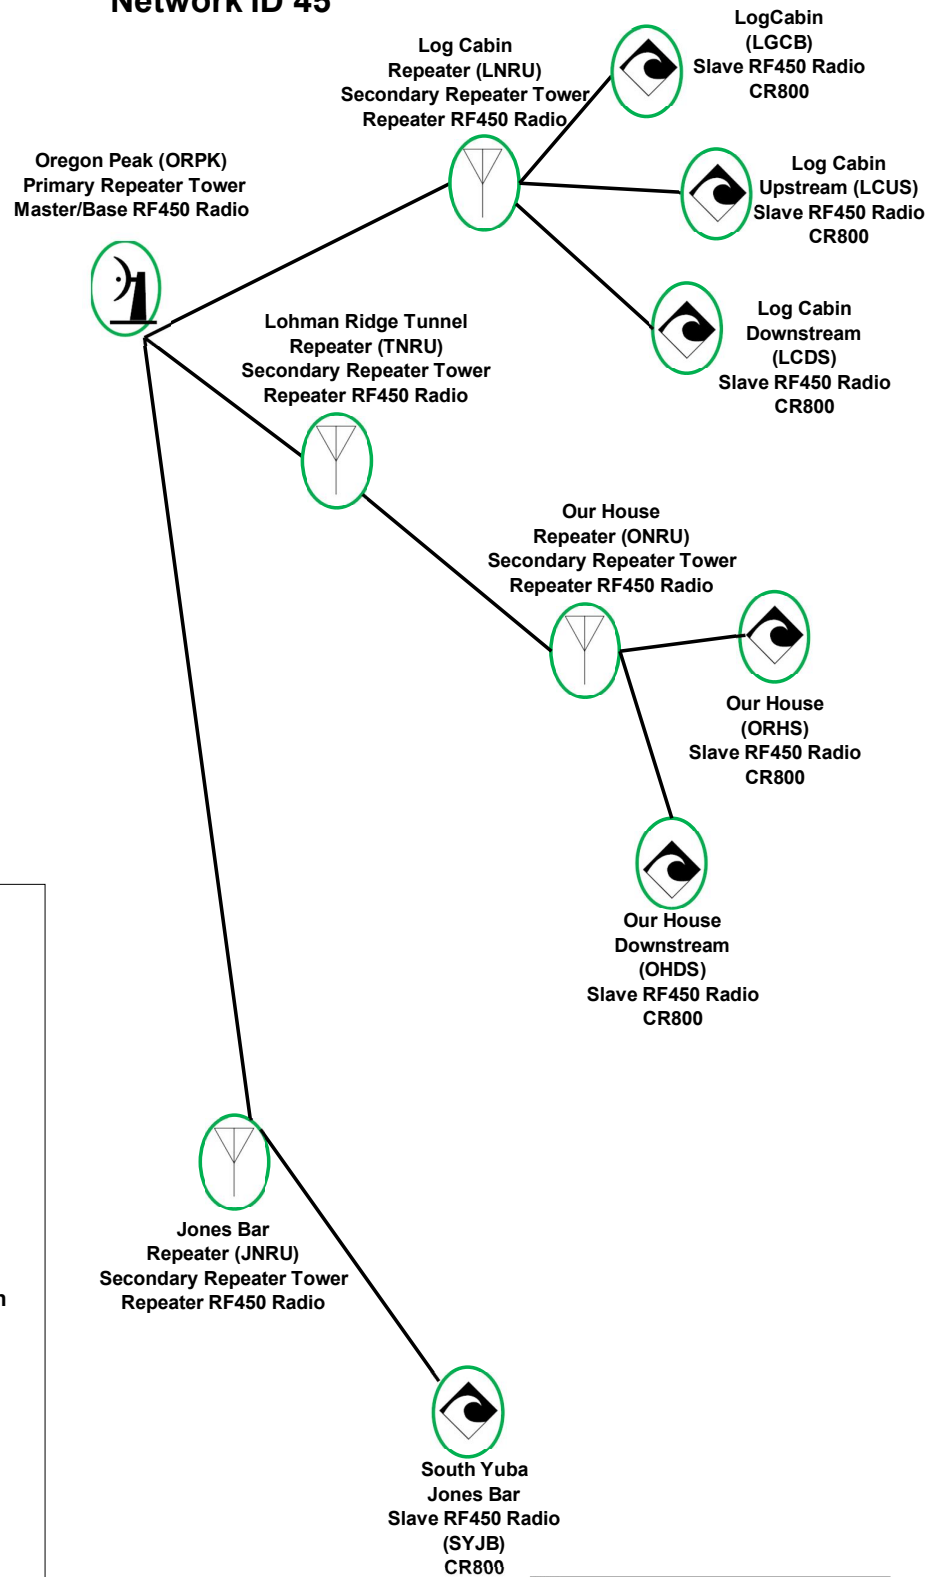 Network ID 45
LogCabin
(LGCB)
Slave RF450 Radio
CR800
Log Cabin
Repeater (LNRU)
Secondary Repeater Tower
Repeater RF450 Radio
Oregon Peak (ORPK)
Primary Repeater Tower
Master/Base RF450 Radio
Log Cabin
Upstream (LCUS)
Slave RF450 Radio
CR800
Lohman Ridge Tunnel
Repeater (TNRU)
Secondary Repeater Tower
Repeater RF450 Radio
Log Cabin
Downstream
(LCDS)
Slave RF450 Radio
CR800
Our House
Repeater (ONRU)
Secondary Repeater Tower
Repeater RF450 Radio
Our House
(ORHS)
Slave RF450 Radio
CR800
Our House
Downstream
(OHDS)
Slave RF450 Radio
CR800
Jones Bar
Repeater (JNRU)
Secondary Repeater Tower
Repeater RF450 Radio
South Yuba
Jones Bar
Slave RF450 Radio
(SYJB)
CR800